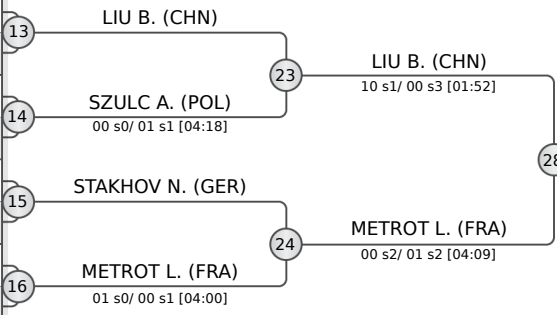 LIU B. (CHN)
13
LIU B. (CHN)
23
10 s1/ 00 s3 [01:52]
SZULC A. (POL)
14
00 s0/ 01 s1 [04:18]
28
STAKHOV N. (GER)
15
METROT L. (FRA)
24
00 s2/ 01 s2 [04:09]
METROT L. (FRA)
16
01 s0/ 00 s1 [04:00]